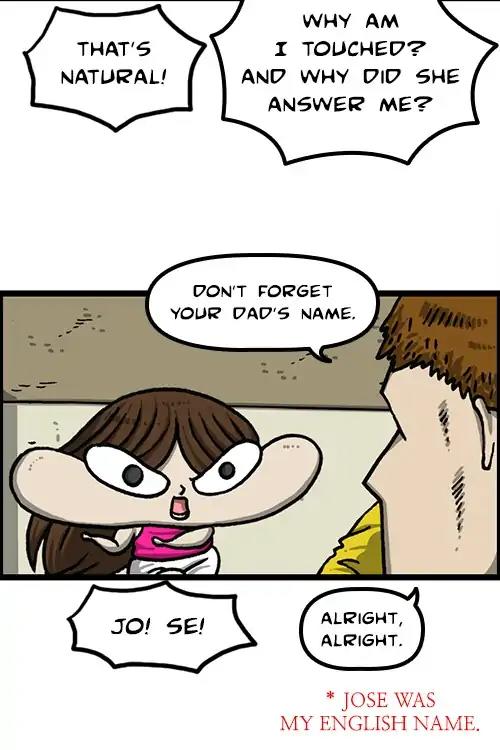 THAT'S
NATURAL!
WHY AM
I TOUCHED?
AND WHY DID SHE
ANSWER ME?
DON'T FORGET
YOUR DAD'S NAME.
JO! SE!
ALRIGHT,
ALRIGHT.
* JOSE WAS
MY ENGLISH NAME.